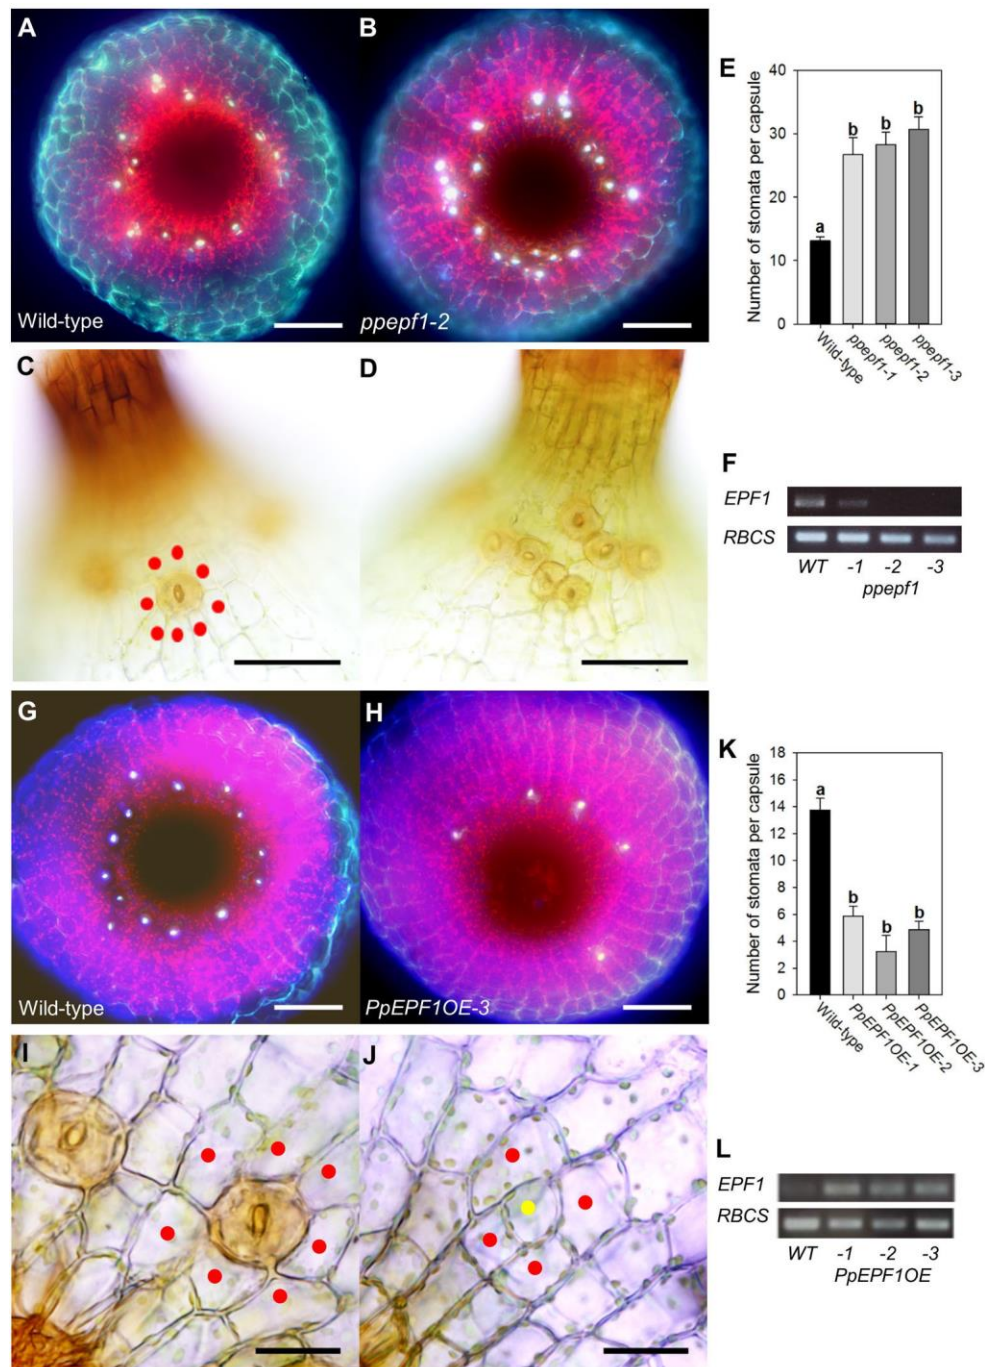 A
B
Wild-type
ppepf1-2
C
D
E
Number of stomata per capsule
40
30
20
10
0
a
b
b
b
Wild-type
ppepf1-1
ppepf1-2
ppepf1-3
F
EPF1
RBCS
WT -1 -2 -3
ppepf1
G
H
Wild-type
PpEPF1OE-3
I
J
K
Number of stomata per capsule
18
16
14
12
10
8
6
4
2
0
a
b
b
b
Wild-type
PpEPF1OE-1
PpEPF1OE-2
PpEPF1OE-3
L
EPF1
RBCS
WT -1 -2 -3
PpEPF1OE